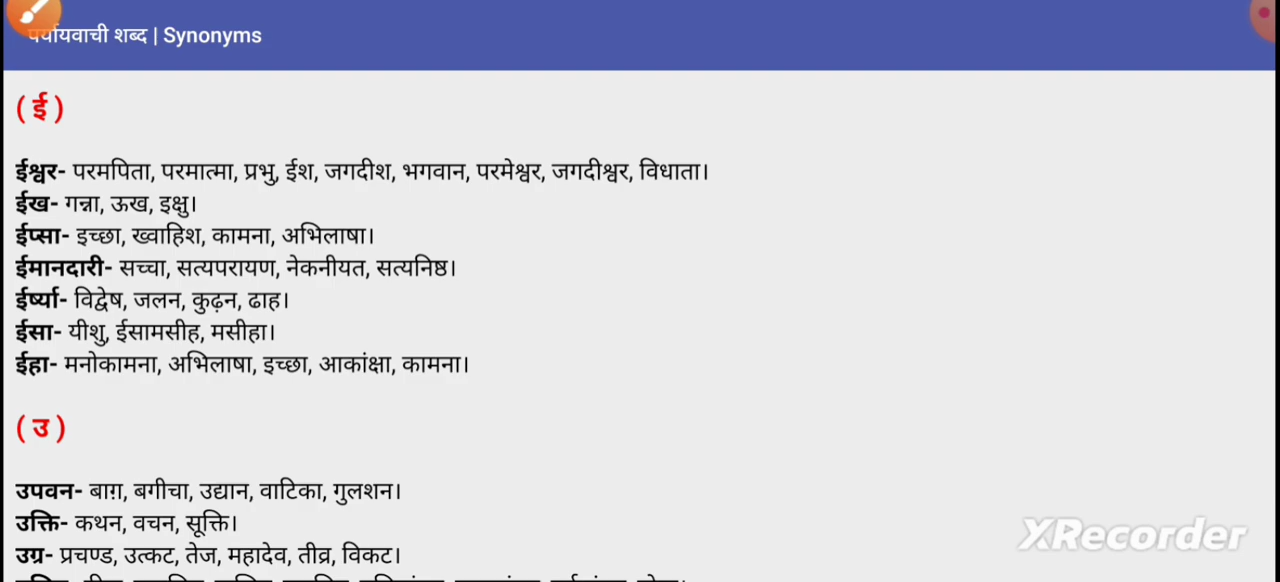 पर्यायवाची शब्द | Synonyms
( ई )
ईश्वर- परमपिता, परमात्मा, प्रभु, ईश, जगदीश, भगवान, परमेश्वर, जगदीश्वर, विधाता।
ईख- गन्ना, ऊख, इक्षु।
ईप्सा- इच्छा, ख्वाहिश, कामना, अभिलाषा।
ईमानदारी- सच्चा, सत्यपरायण, नेकनीयत, सत्यनिष्ठ।
ईर्ष्या- विद्वेष, जलन, कुढ़न, ढाह।
ईसा- यीशु, ईसामसीह, मसीहा।
ईहा- मनोकामना, अभिलाषा, इच्छा, आकांक्षा, कामना।
( उ )
उपवन- बाग़, बगीचा, उद्यान, वाटिका, गुलशन।
उक्ति- कथन, वचन, सूक्ति।
उग्र- प्रचण्ड, उत्कट, तेज, महादेव, तीव्र, विकट।
XRecorder